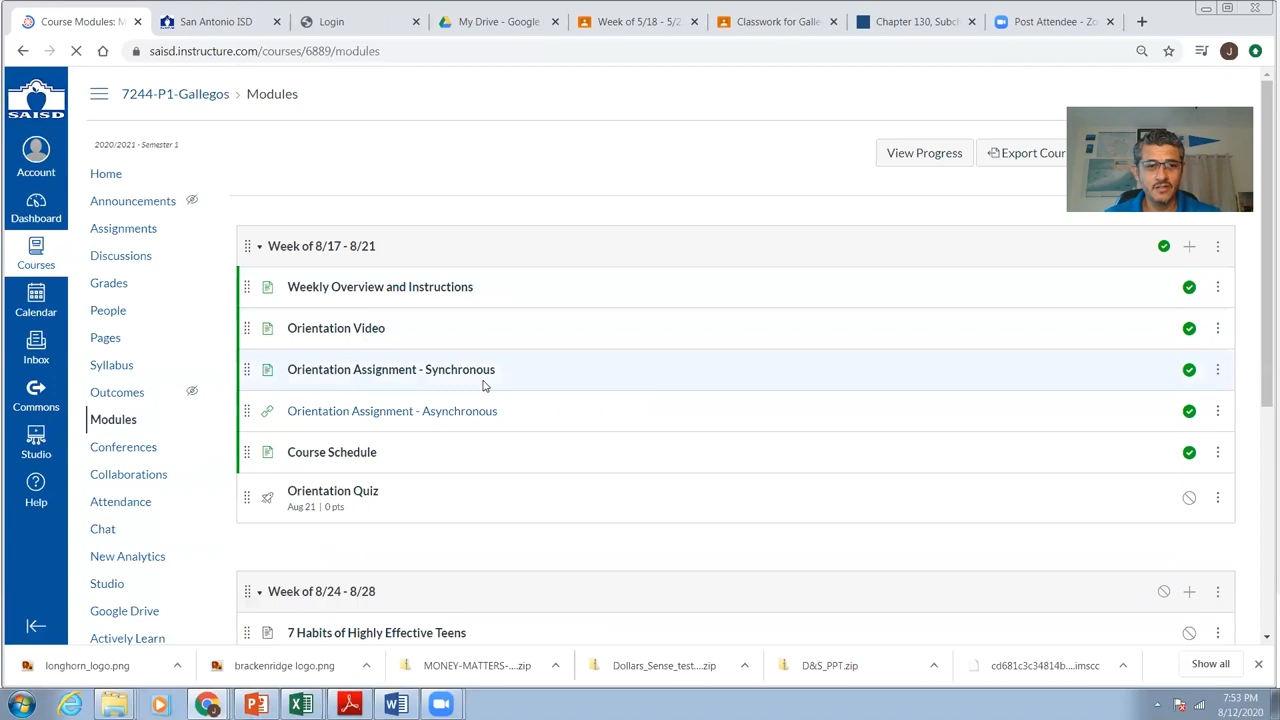 Course Modules: M
San Antonio ISD
Login
My Drive - Google
Week of 5/18 - 5/2
Classwork for Galle
Chapter 130, Subch
Post Attendee - Zo
saisd.instructure.com/courses/6889/modules
J
SAISD
Account
Dashboard
Courses
Calendar
Inbox
Commons
Studio
Help
7244-P1-Gallegos › Modules
2020/2021 - Semester 1
Home
Announcements
Assignments
Discussions
Grades
People
Pages
Syllabus
Outcomes
Modules
Conferences
Collaborations
Attendance
Chat
New Analytics
Studio
Google Drive
Actively Learn
View Progress
Export Cour
Week of 8/17 - 8/21
Weekly Overview and Instructions
Orientation Video
Orientation Assignment - Synchronous
Orientation Assignment - Asynchronous
Course Schedule
Orientation Quiz
Aug 21 | 0 pts
Week of 8/24 - 8/28
7 Habits of Highly Effective Teens
longhorn_logo.png
brackenridge logo.png
MONEY-MATTERS-....zip
Dollars_Sense_test....zip
D&S_PPT.zip
cd681c3c34814b....imscc
Show all
7:53 PM
8/12/2020